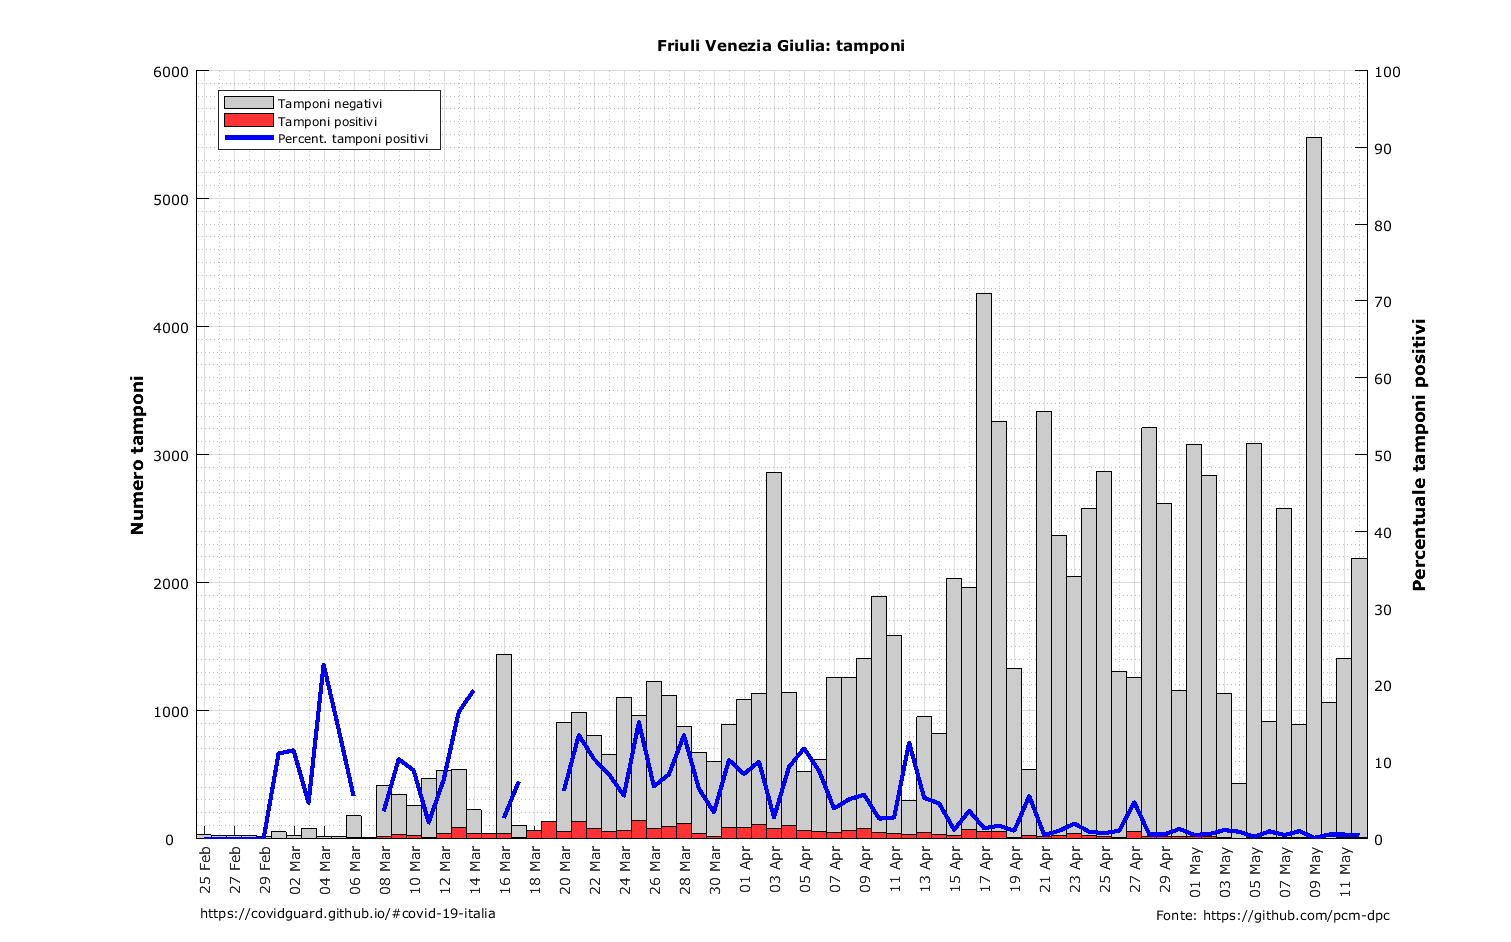 Friuli Venezia Giulia: tamponi
Tamponi negativi
Tamponi positivi
Percent. tamponi positivi
Numero tamponi
6000
5000
4000
3000
2000
1000
0
Percentuale tamponi positivi
100
90
80
70
60
50
40
30
20
10
0
25 Feb
27 Feb
29 Feb
02 Mar
04 Mar
06 Mar
08 Mar
10 Mar
12 Mar
14 Mar
16 Mar
18 Mar
20 Mar
22 Mar
24 Mar
26 Mar
28 Mar
30 Mar
01 Apr
03 Apr
05 Apr
07 Apr
09 Apr
11 Apr
13 Apr
15 Apr
17 Apr
19 Apr
21 Apr
23 Apr
25 Apr
27 Apr
29 Apr
01 May
03 May
05 May
07 May
09 May
11 May
https://covidguard.github.io/#covid-19-italia
Fonte: https://github.com/pcm-dpc